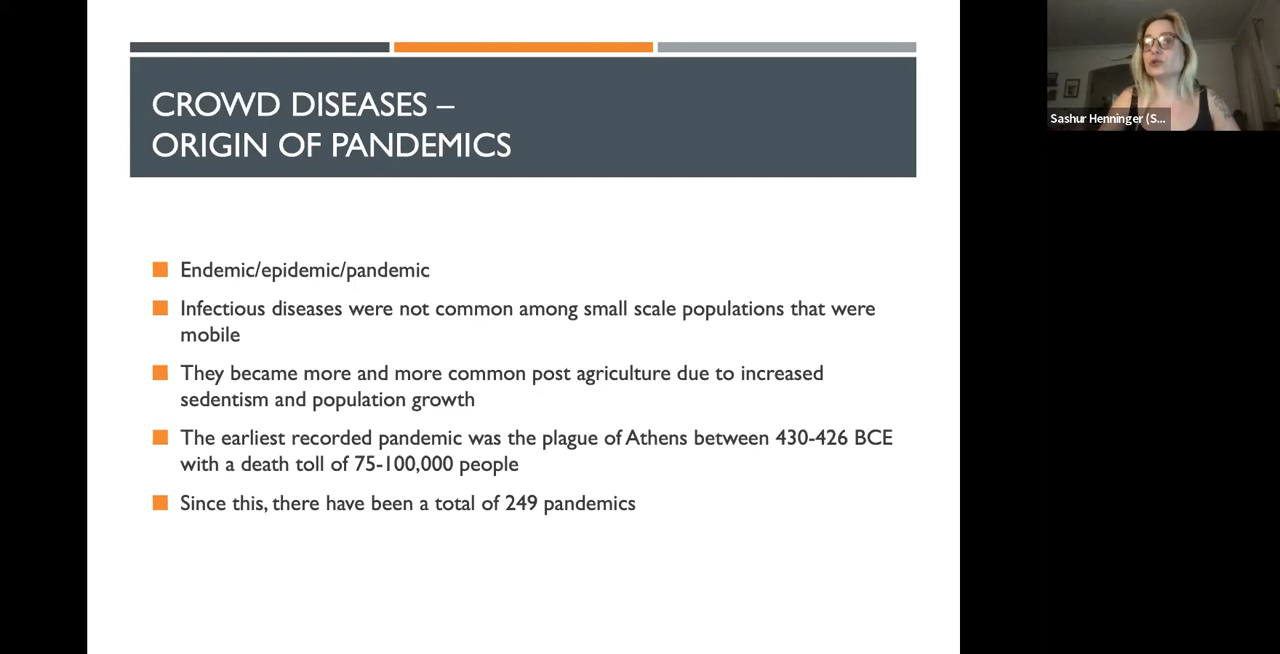 CROWD DISEASES –
ORIGIN OF PANDEMICS
Endemic/epidemic/pandemic
Infectious diseases were not common among small scale populations that were
mobile
They became more and more common post agriculture due to increased
sedentism and population growth
The earliest recorded pandemic was the plague of Athens between 430-426 BCE
with a death toll of 75-100,000 people
Since this, there have been a total of 249 pandemics
Sashur Henninger (S...